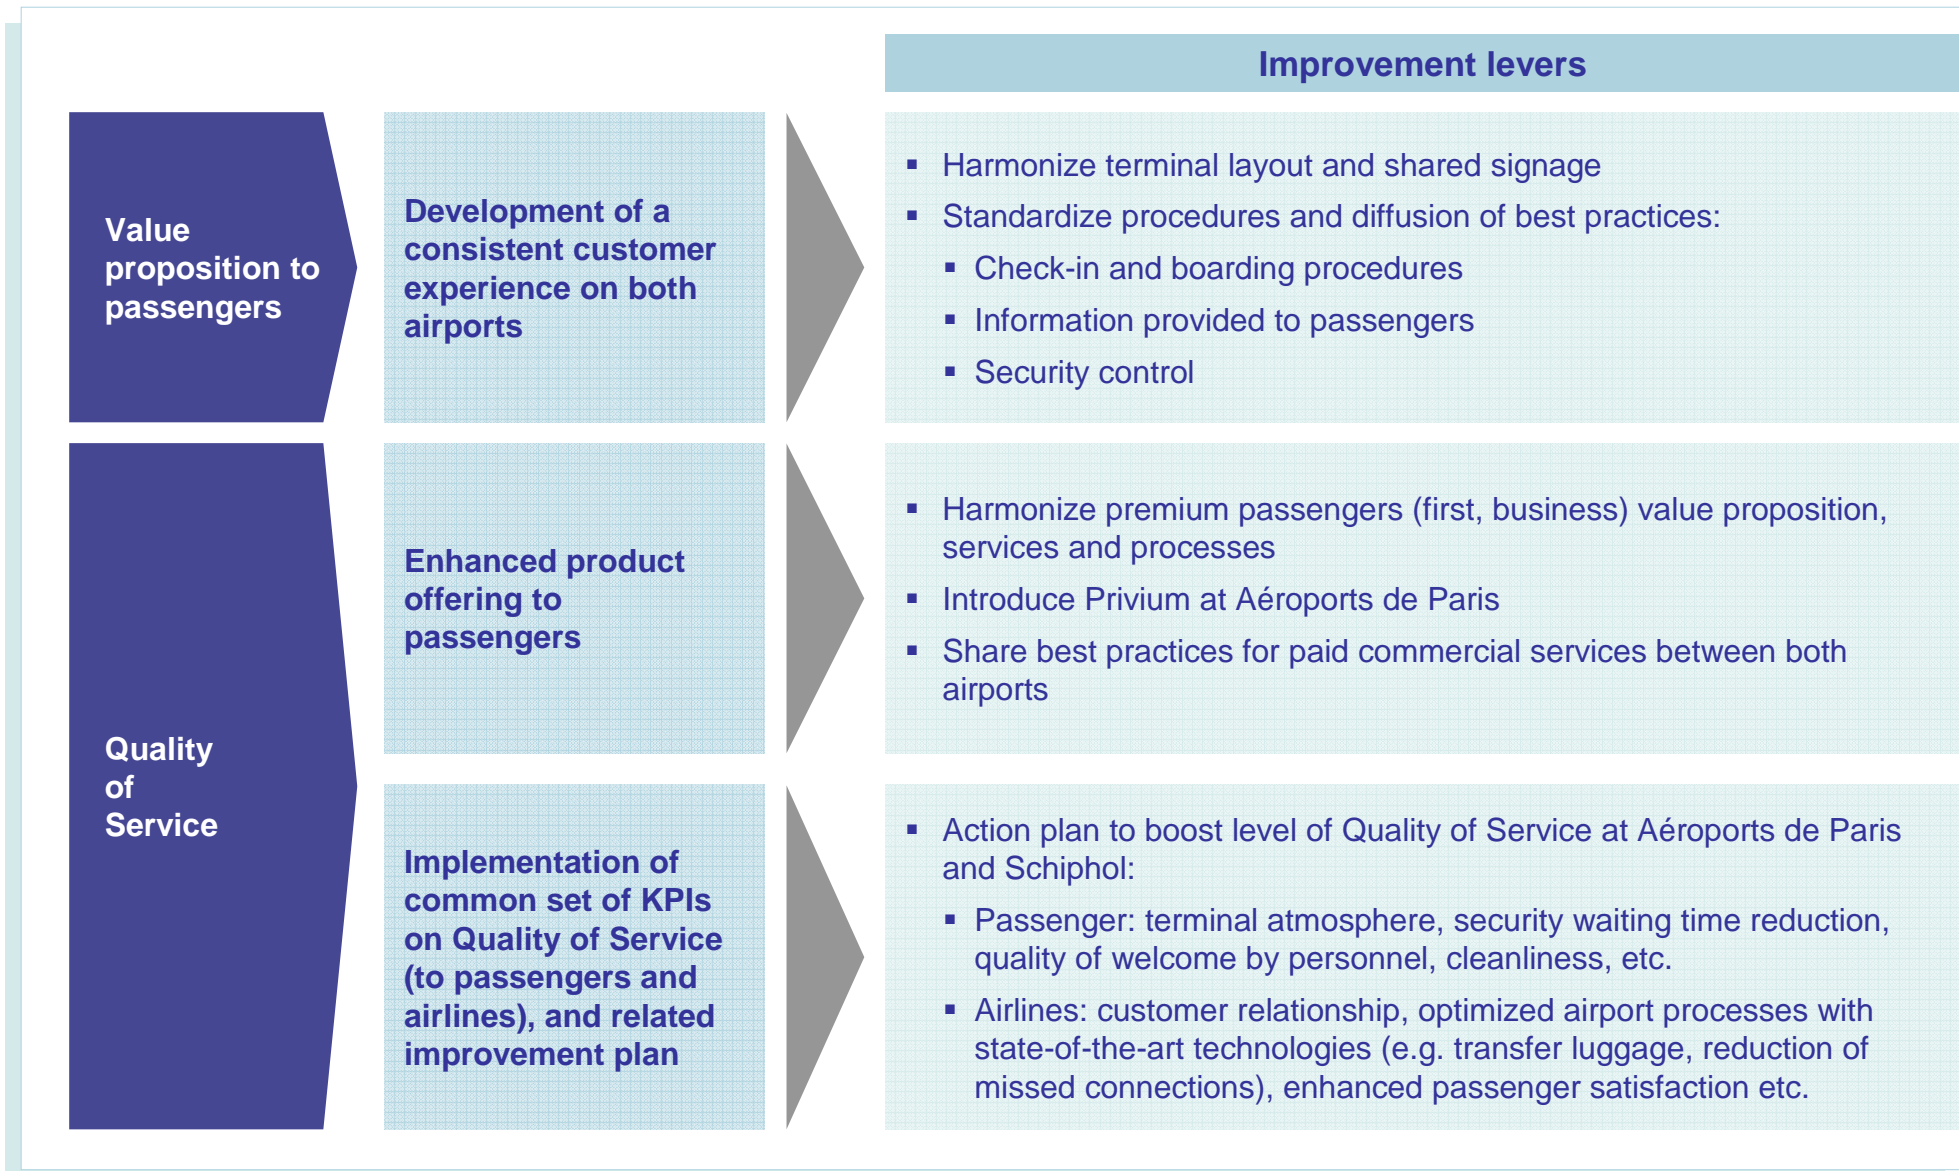 Improvement levers
Value
proposition to
passengers
Development of a
consistent customer
experience on both
airports
▪ Harmonize terminal layout and shared signage
▪ Standardize procedures and diffusion of best practices:
▪ Check-in and boarding procedures
▪ Information provided to passengers
▪ Security control
Quality
of
Service
Enhanced product
offering to
passengers
▪ Harmonize premium passengers (first, business) value proposition,
services and processes
▪ Introduce Privium at Aéroports de Paris
▪ Share best practices for paid commercial services between both
airports
Implementation of
common set of KPIs
on Quality of Service
(to passengers and
airlines), and related
improvement plan
▪ Action plan to boost level of Quality of Service at Aéroports de Paris
and Schiphol:
▪ Passenger: terminal atmosphere, security waiting time reduction,
quality of welcome by personnel, cleanliness, etc.
▪ Airlines: customer relationship, optimized airport processes with
state-of-the-art technologies (e.g. transfer luggage, reduction of
missed connections), enhanced passenger satisfaction etc.